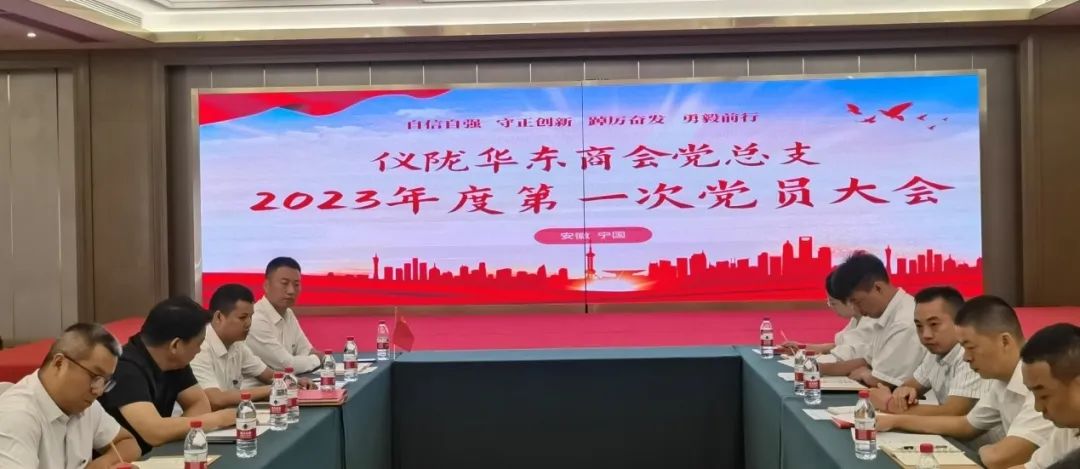 自信自强 守正创新 踔厉奋发 勇毅前行
仪陇华东商会党总支
2023年度第一次党员大会
安徽 宁国